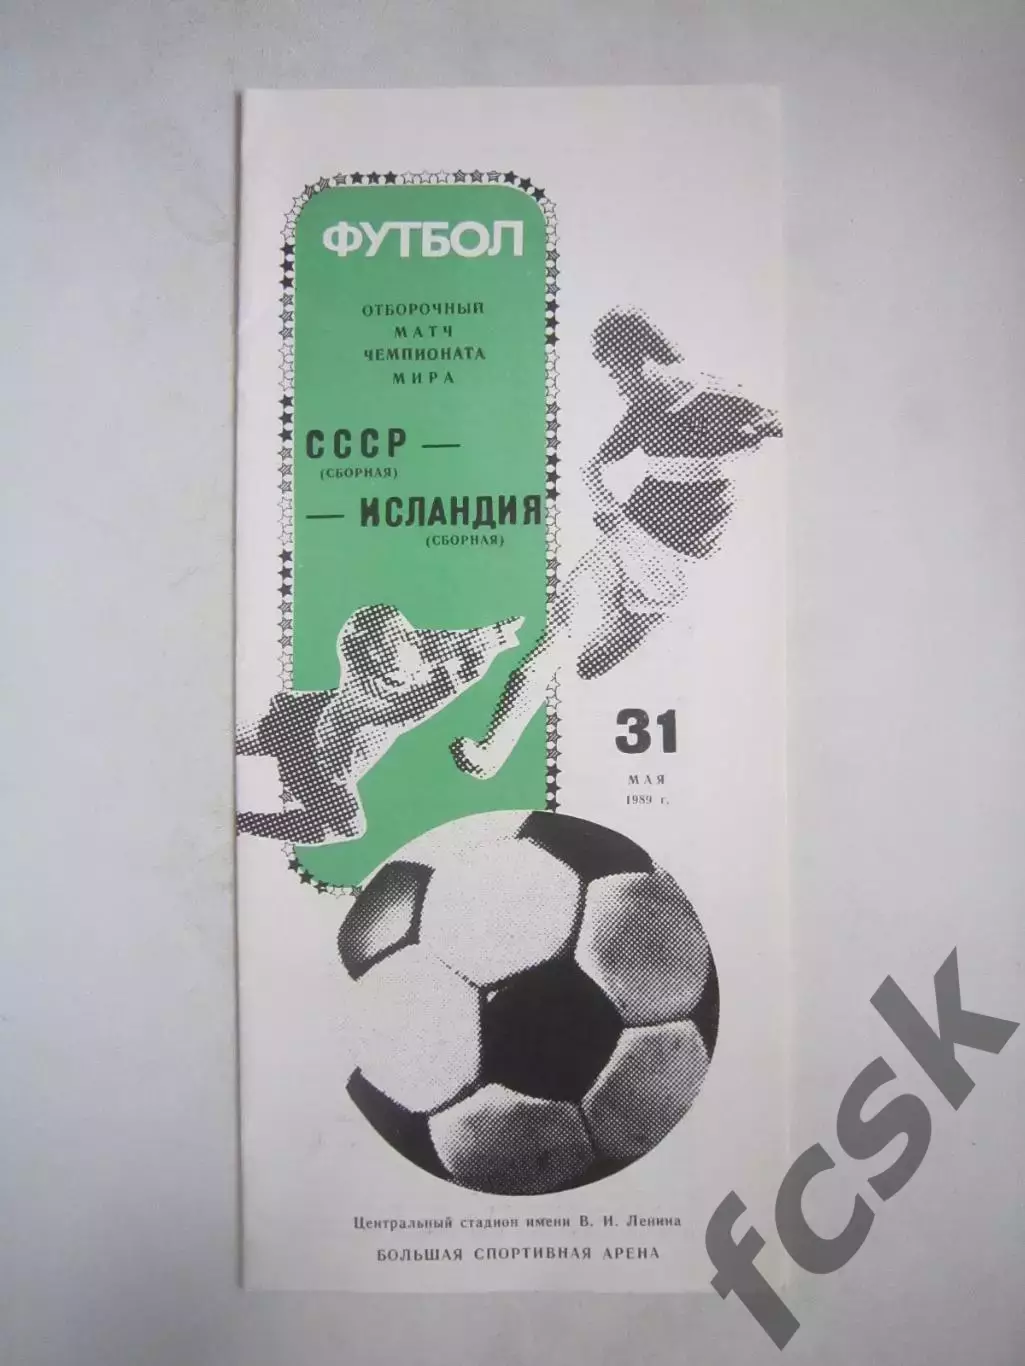 ФУТБОЛ
ОТБОРОЧНЫЙ
МАТЧ
ЧЕМПИОНАТА
МИРА
СССР —
(СБОРНАЯ)
— ИСЛАНДИЯ
(СБОРНАЯ)
31
МАЯ
1989 г.
Центральный стадион имени В. И. Ленина
БОЛЬШАЯ СПОРТИВНАЯ АРЕНА
fcsk